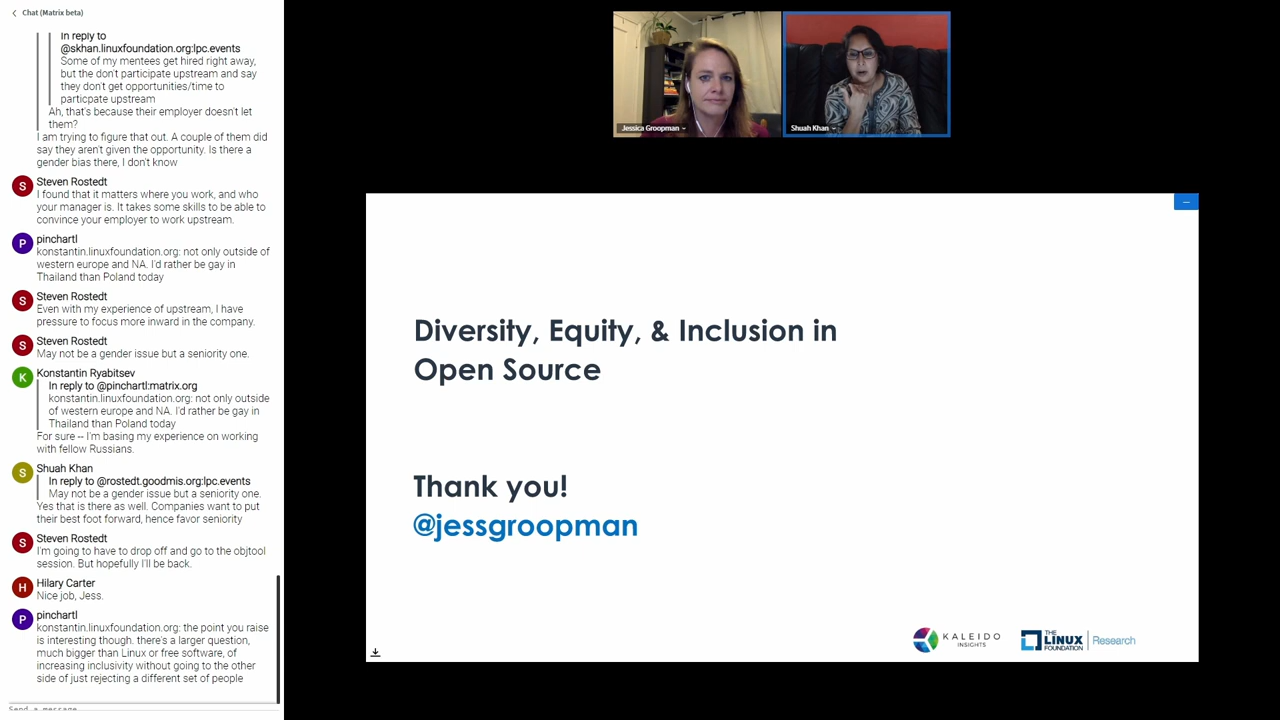 Chat (Matrix beta)
In reply to
@skhan.linuxfoundation.org:lpc.events
Some of my mentees get hired right away,
but the don't participate upstream and say
they don't get opportunities/time to
particpate upstream
Ah, that's because their employer doesn't let
them?
I am trying to figure that out. A couple of them did
say they aren't given the opportunity. Is there a
gender bias there, I don't know
S
Steven Rostedt
I found that it matters where you work, and who
your manager is. It takes some skills to be able to
convince your employer to work upstream.
P
pinchartl
konstantin.linuxfoundation.org: not only outside of
western europe and NA. I'd rather be gay in
Thailand than Poland today
S
Steven Rostedt
Even with my experience of upstream, I have
pressure to focus more inward in the company.
S
Steven Rostedt
May not be a gender issue but a seniority one.
K
Konstantin Ryabitsev
In reply to @pinchartl:matrix.org
konstantin.linuxfoundation.org: not only outside
of western europe and NA. I'd rather be gay in
Thailand than Poland today
For sure -- I'm basing my experience on working
with fellow Russians.
S
Shuah Khan
In reply to @rostedt.goodmis.org:lpc.events
May not be a gender issue but a seniority one.
Yes that is there as well. Companies want to put
their best foot forward, hence favor seniority
S
Steven Rostedt
I'm going to have to drop off and go to the objtool
session. But hopefully I'll be back.
H
Hilary Carter
Nice job, Jess.
P
pinchartl
konstantin.linuxfoundation.org: the point you raise
is interesting though. there's a larger question,
much bigger than Linux or free software, of
increasing inclusivity without going to the other
side of just rejecting a different set of people
Send a message
Jessica Groopman
Shuah Khan
Diversity, Equity, & Inclusion in
Open Source
Thank you!
@jessgroopman
KALEIDO
INSIGHTS
THE
LINUX
FOUNDATION
Research